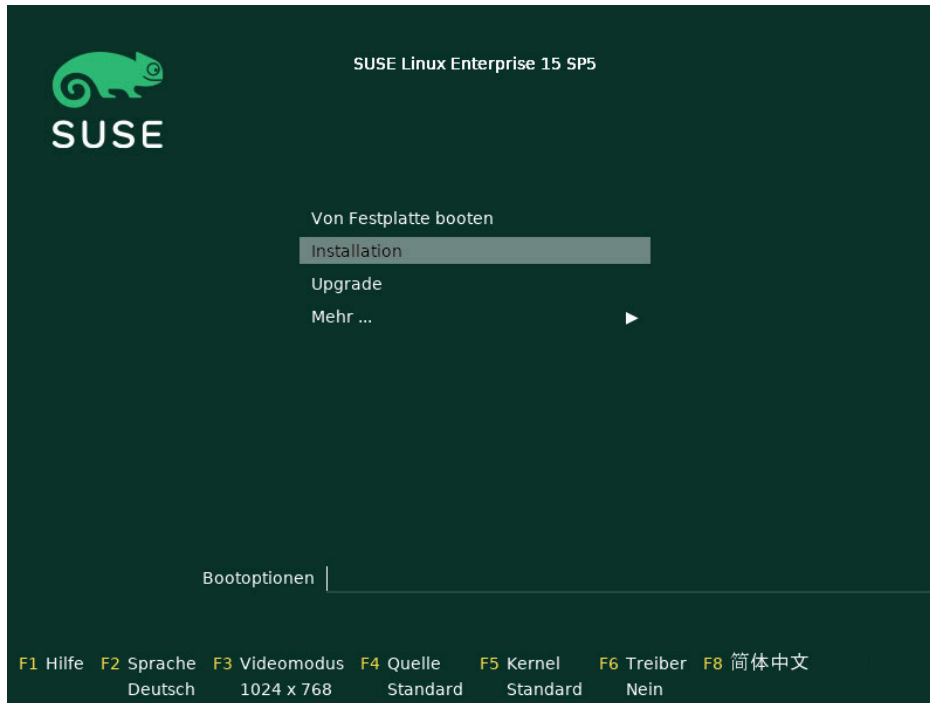 SUSE Linux Enterprise 15 SP5
SUSE
Von Festplatte booten
Installation
Upgrade
Mehr ...
Bootoptionen
F1 Hilfe F2 Sprache F3 Videomodus F4 Quelle F5 Kernel F6 Treiber F8 简体中文
Deutsch 1024 x 768 Standard Standard Nein